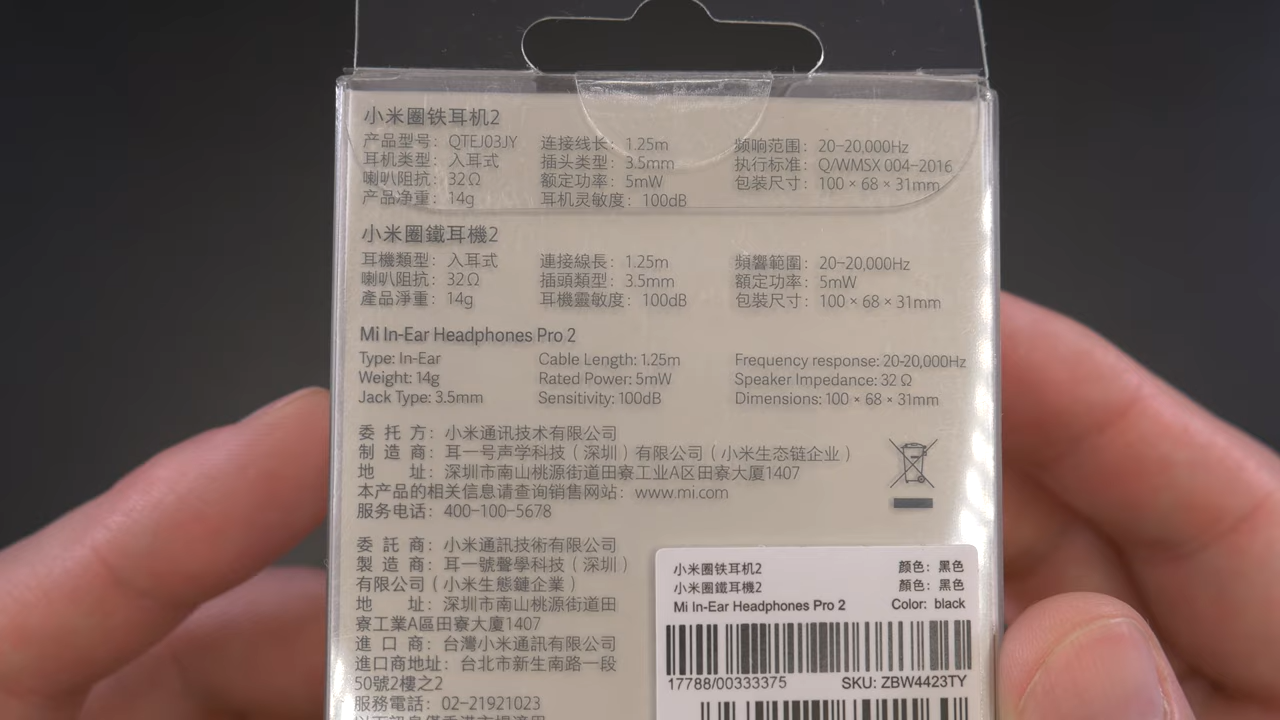 小米圈铁耳机2
产品型号：QTEJ03JY 连接线长：1.25m 频响范围：20-20,000Hz
耳机类型：入耳式 插头类型：3.5mm 执行标准：Q/WMSX 004-2016
喇叭阻抗：32Ω 额定功率：5mW 包装尺寸：100 × 68 × 31mm
产品净重：14g 耳机灵敏度：100dB
小米圈鐵耳機2
耳機類型：入耳式 連接線長：1.25m 頻響範圍：20-20,000Hz
喇叭阻抗：32Ω 插頭類型：3.5mm 額定功率：5mW
產品淨重：14g 耳機靈敏度：100dB 包裝尺寸：100 × 68 × 31mm
Mi In-Ear Headphones Pro 2
Type: In-Ear Cable Length: 1.25m Frequency response: 20-20,000Hz
Weight: 14g Rated Power: 5mW Speaker Impedance: 32 Ω
Jack Type: 3.5mm Sensitivity: 100dB Dimensions: 100 × 68 × 31mm
委托方：小米通讯技术有限公司
制造商：耳一号声学科技（深圳）有限公司（小米生态链企业）
地址：深圳市南山桃源街道田寮工业A区田寮大厦1407
本产品的相关信息请查询销售网站：www.mi.com
服务电话：400-100-5678
委託商：小米通訊技術有限公司
製造商：耳一號聲學科技（深圳）
有限公司（小米生態鏈企業）
地址：深圳市南山桃源街道田
寮工業A區田寮大廈1407
進口商：台灣小米通訊有限公司
進口商地址：台北市新生南路一段
50號2樓之2
服務電話：02-21921023
小米圈铁耳机2 颜色：黑色
小米圈鐵耳機2 顏色：黑色
Mi In-Ear Headphones Pro 2 Color: black
17788/00333375 SKU: ZBW4423TY